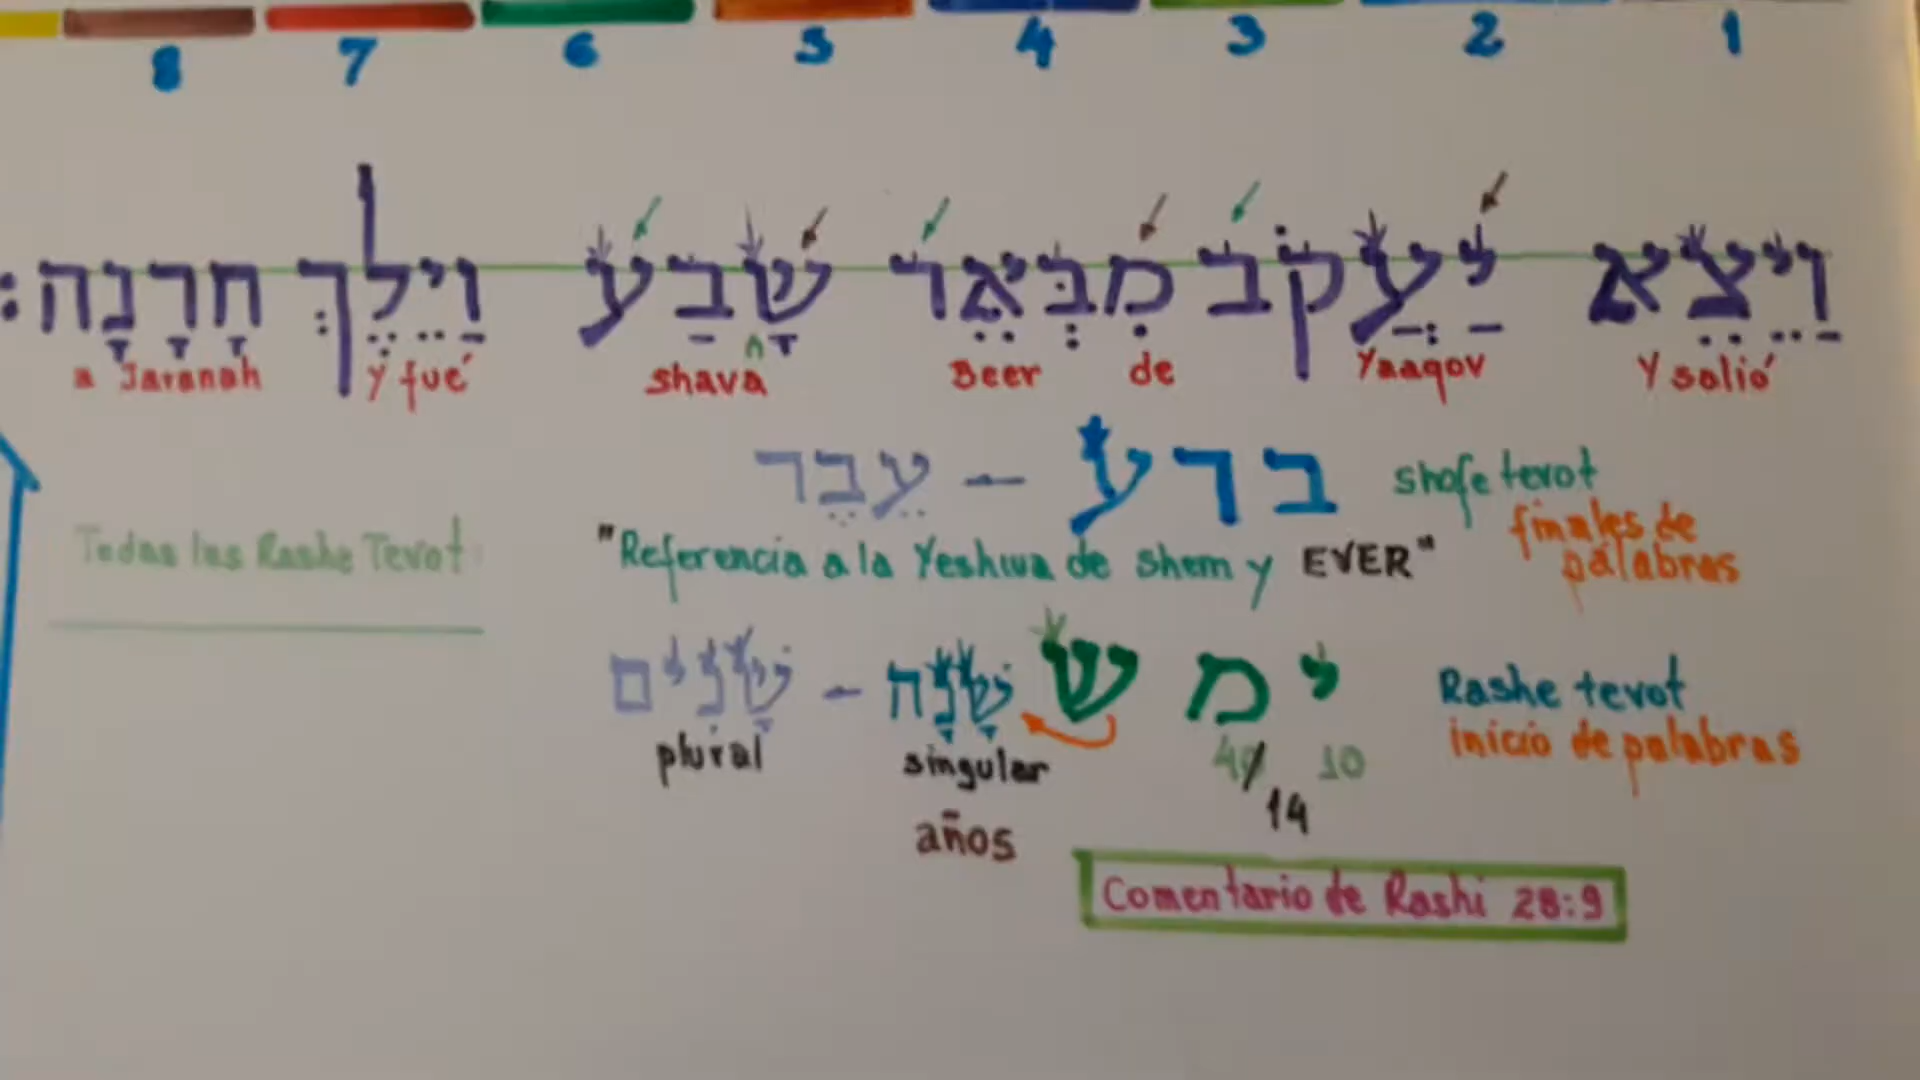 8 7 6 5 4 3 2 1
וַיֵּצֵא יַעֲקֹב מִבְּאֵר שָׁבַע וַיֵּלֶךְ חָרָנָה:
a Jaranah y fué shava Beer de Yaaqov Y salió
ברע – עֵבֶר shofe tevot
finales de
palabras
"Referencia a la Yeshiva de Shem y EVER"
Todas las Rashe Tevot
י מ ש שָׁנָה – שָׁנִים Rashe tevot
inicio de palabras
plural singular 40/ 10
14
años
Comentario de Rashi 28:9